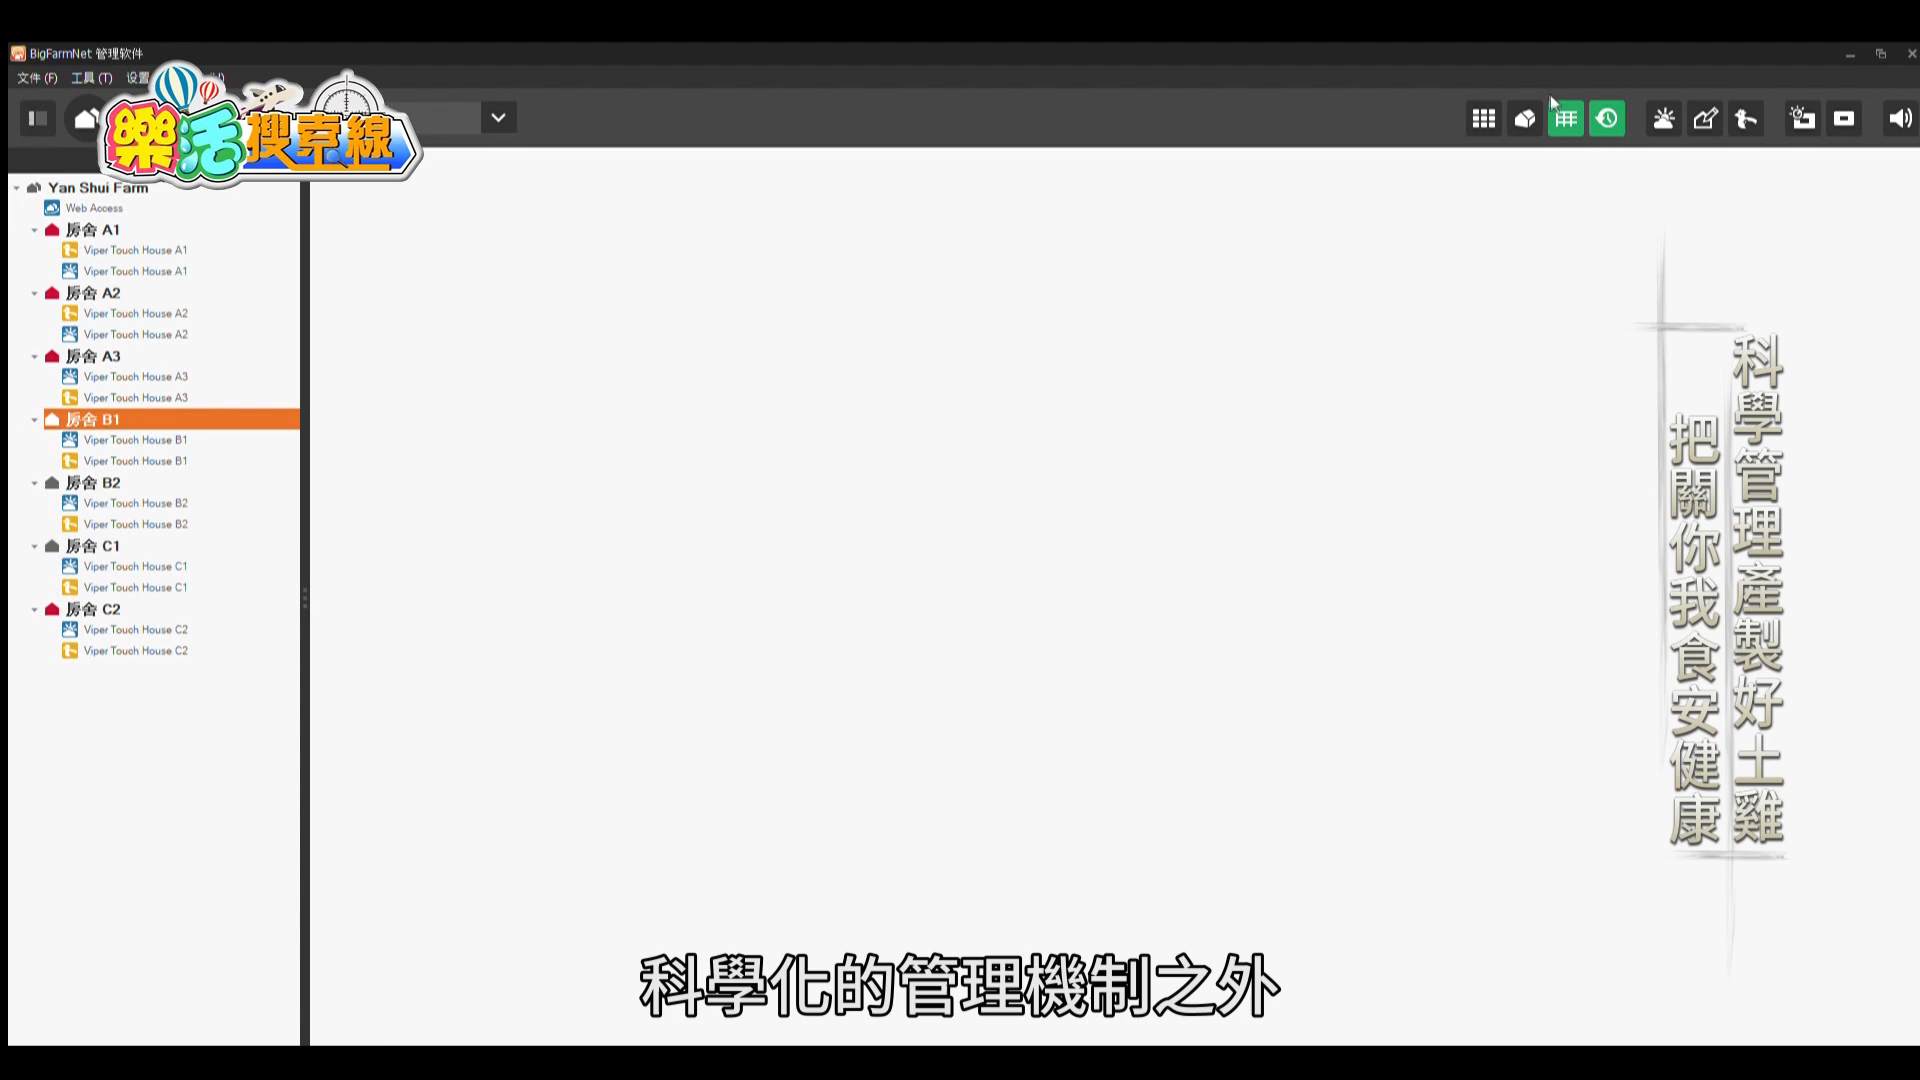 BigFarmNet 管理软件
文件 (F) 工具 (T) 设置
樂活搜索線
Yan Shui Farm
Web Access
房舍 A1
Viper Touch House A1
Viper Touch House A1
房舍 A2
Viper Touch House A2
Viper Touch House A2
房舍 A3
Viper Touch House A3
Viper Touch House A3
房舍 B1
Viper Touch House B1
Viper Touch House B1
房舍 B2
Viper Touch House B2
Viper Touch House B2
房舍 C1
Viper Touch House C1
Viper Touch House C1
房舍 C2
Viper Touch House C2
Viper Touch House C2
科學管理產製好土雞
把關你我食安健康
科學化的管理機制之外